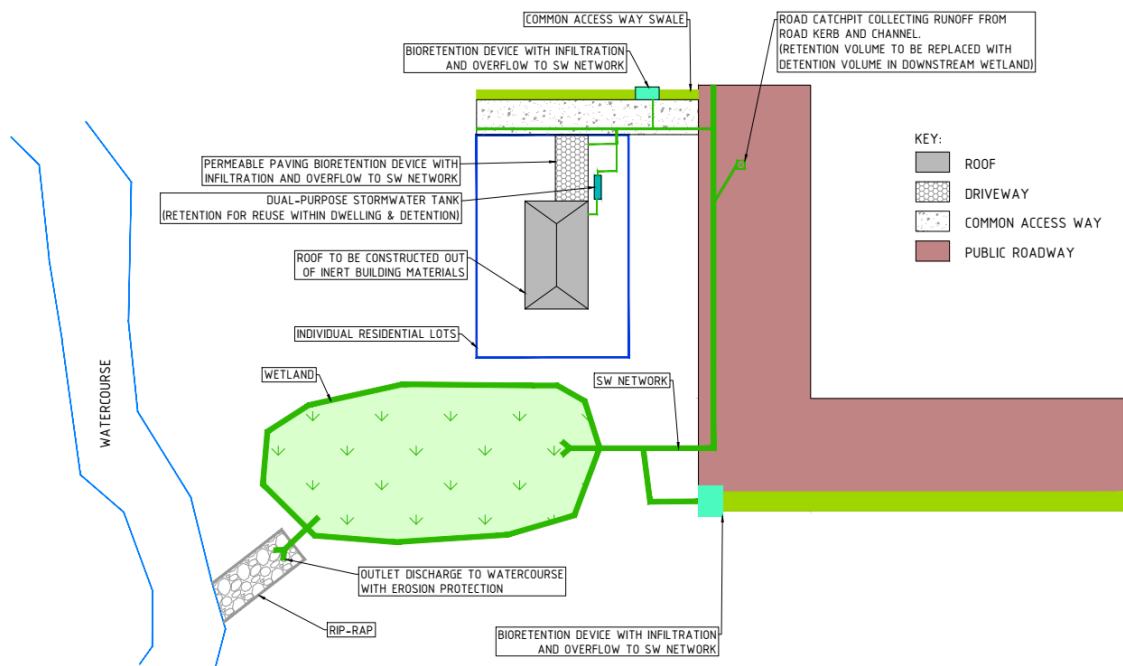 COMMON ACCESS WAY SWALE
ROAD CATCHPIT COLLECTING RUNOFF FROM
ROAD KERB AND CHANNEL.
(RETENTION VOLUME TO BE REPLACED WITH
DETENTION VOLUME IN DOWNSTREAM WETLAND)
BIORETENTION DEVICE WITH INFILTRATION
AND OVERFLOW TO SW NETWORK
KEY:
ROOF
DRIVEWAY
COMMON ACCESS WAY
PUBLIC ROADWAY
PERMEABLE PAVING BIORETENTION DEVICE WITH
INFILTRATION AND OVERFLOW TO SW NETWORK
DUAL-PURPOSE STORMWATER TANK
(RETENTION FOR REUSE WITHIN DWELLING & DETENTION)
ROOF TO BE CONSTRUCTED OUT
OF INERT BUILDING MATERIALS
INDIVIDUAL RESIDENTIAL LOTS
WETLAND
SW NETWORK
WATERCOURSE
OUTLET DISCHARGE TO WATERCOURSE
WITH EROSION PROTECTION
RIP-RAP
BIORETENTION DEVICE WITH INFILTRATION
AND OVERFLOW TO SW NETWORK